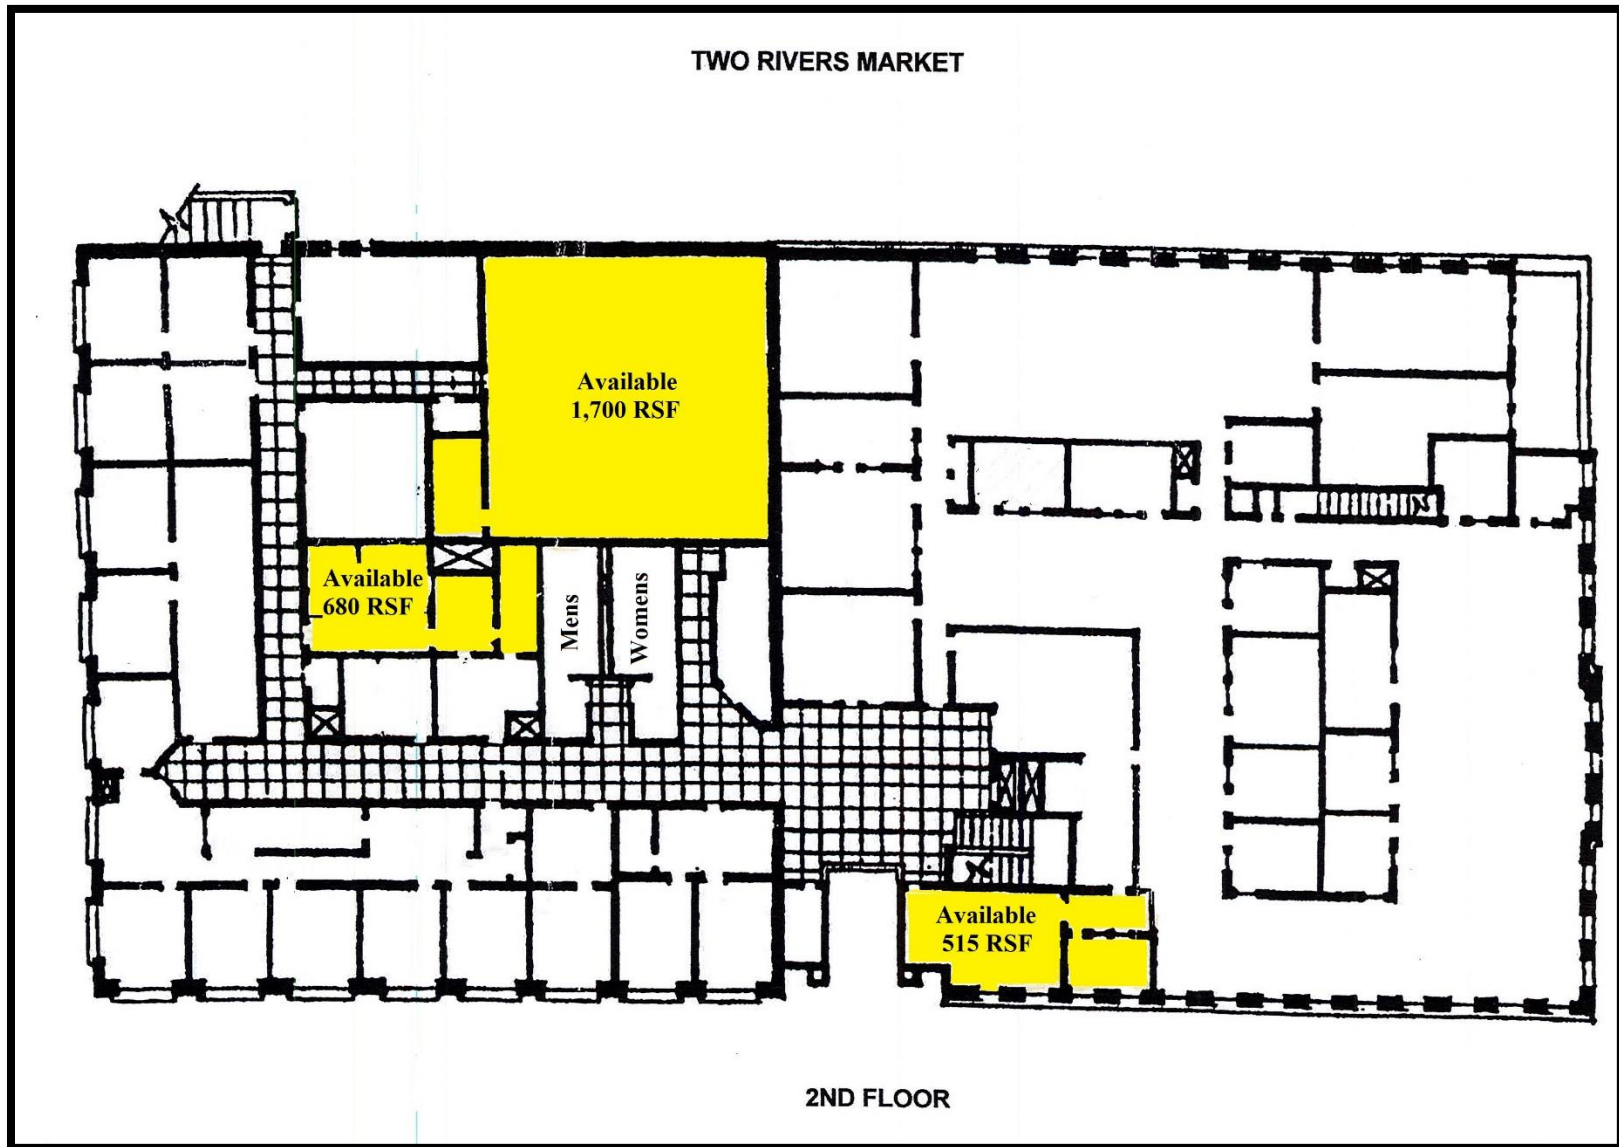 TWO RIVERS MARKET
Available
1,700 RSF
Available
680 RSF
Mens
Womens
Available
515 RSF
2ND FLOOR